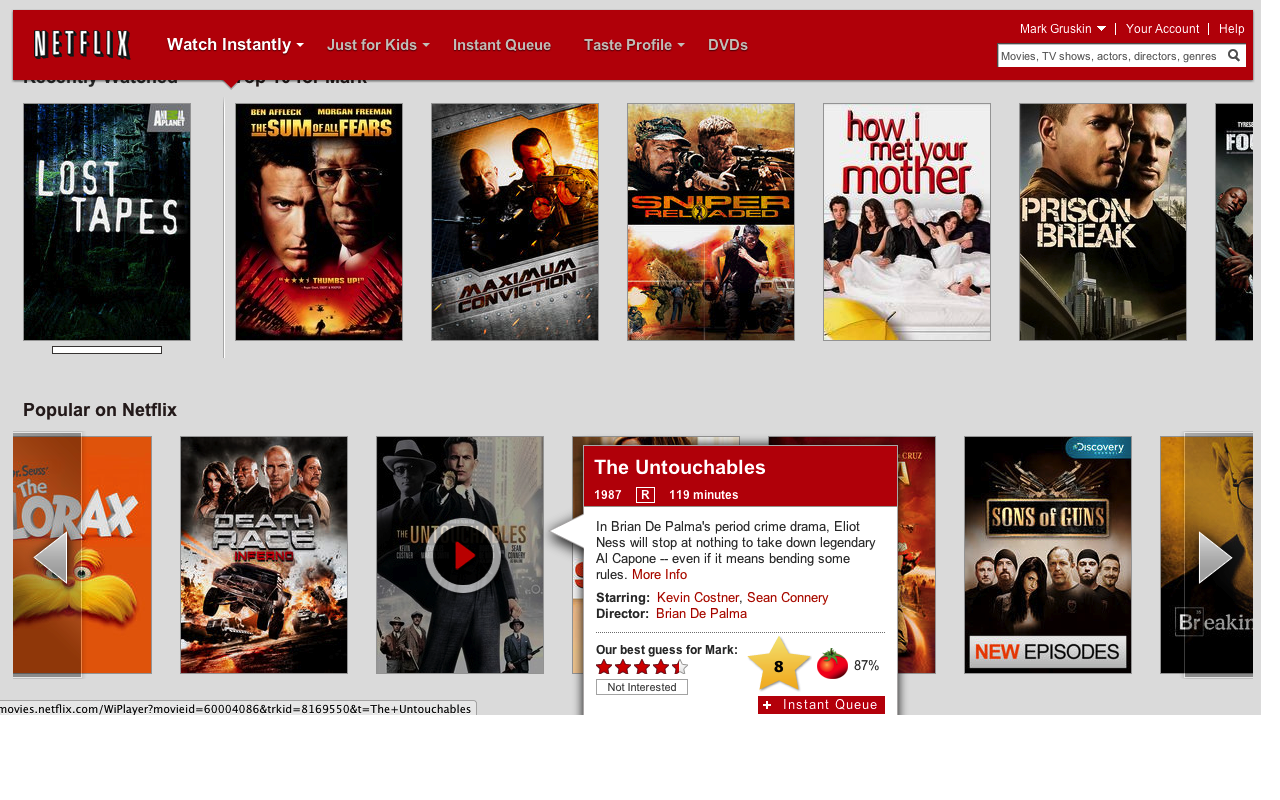 NETFLIX
Watch Instantly
Just for Kids
Instant Queue
Taste Profile
DVDs
Mark Gruskin
Your Account
Help
Movies, TV shows, actors, directors, genres
Recently Watched
Top 10 for Mark
ANIMAL PLANET
LOST
TAPES
BEN AFFLECK MORGAN FREEMAN
THE SUM OF ALL FEARS
THUMBS UP!"
MAXIMUM
CONVICTION
SNIPER
RELOADED
how i
met your
mother
PRISON
BREAK
TYRESE
FOU
Popular on Netflix
Dr. Seuss'
The
LORAX
DEATH
RACE
INFERNO
THE UNTOUCHABLES
KEVIN COSTNER
SEAN CONNERY
CRUZ
Discovery
CHANNEL
SONS OF GUNS
NEW EPISODES
Breakin
The Untouchables
1987 R 119 minutes
In Brian De Palma's period crime drama, Eliot
Ness will stop at nothing to take down legendary
Al Capone -- even if it means bending some
rules. More Info
Starring: Kevin Costner, Sean Connery
Director: Brian De Palma
Our best guess for Mark:
Not Interested
8
87%
+ Instant Queue
movies.netflix.com/WiPlayer?movieid=60004086&trkid=8169550&t=The+Untouchables